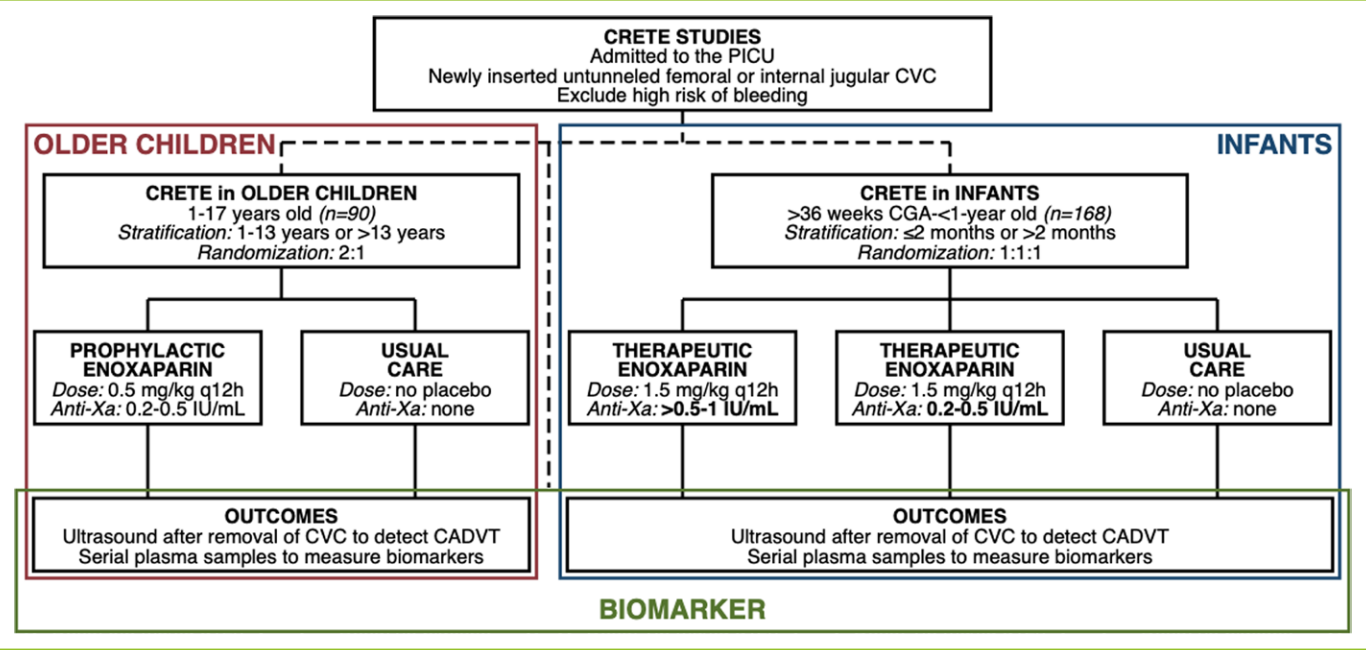 CRETE STUDIES
Admitted to the PICU
Newly inserted untunneled femoral or internal jugular CVC
Exclude high risk of bleeding
OLDER CHILDREN
CRETE in OLDER CHILDREN
1-17 years old (n=90)
Stratification: 1-13 years or >13 years
Randomization: 2:1
PROPHYLACTIC
ENOXAPARIN
Dose: 0.5 mg/kg q12h
Anti-Xa: 0.2-0.5 IU/mL
USUAL
CARE
Dose: no placebo
Anti-Xa: none
OUTCOMES
Ultrasound after removal of CVC to detect CADVT
Serial plasma samples to measure biomarkers
INFANTS
CRETE in INFANTS
>36 weeks CGA-<1-year old (n=168)
Stratification: ≤2 months or >2 months
Randomization: 1:1:1
THERAPEUTIC
ENOXAPARIN
Dose: 1.5 mg/kg q12h
Anti-Xa: >0.5-1 IU/mL
THERAPEUTIC
ENOXAPARIN
Dose: 1.5 mg/kg q12h
Anti-Xa: 0.2-0.5 IU/mL
USUAL
CARE
Dose: no placebo
Anti-Xa: none
OUTCOMES
Ultrasound after removal of CVC to detect CADVT
Serial plasma samples to measure biomarkers
BIOMARKER